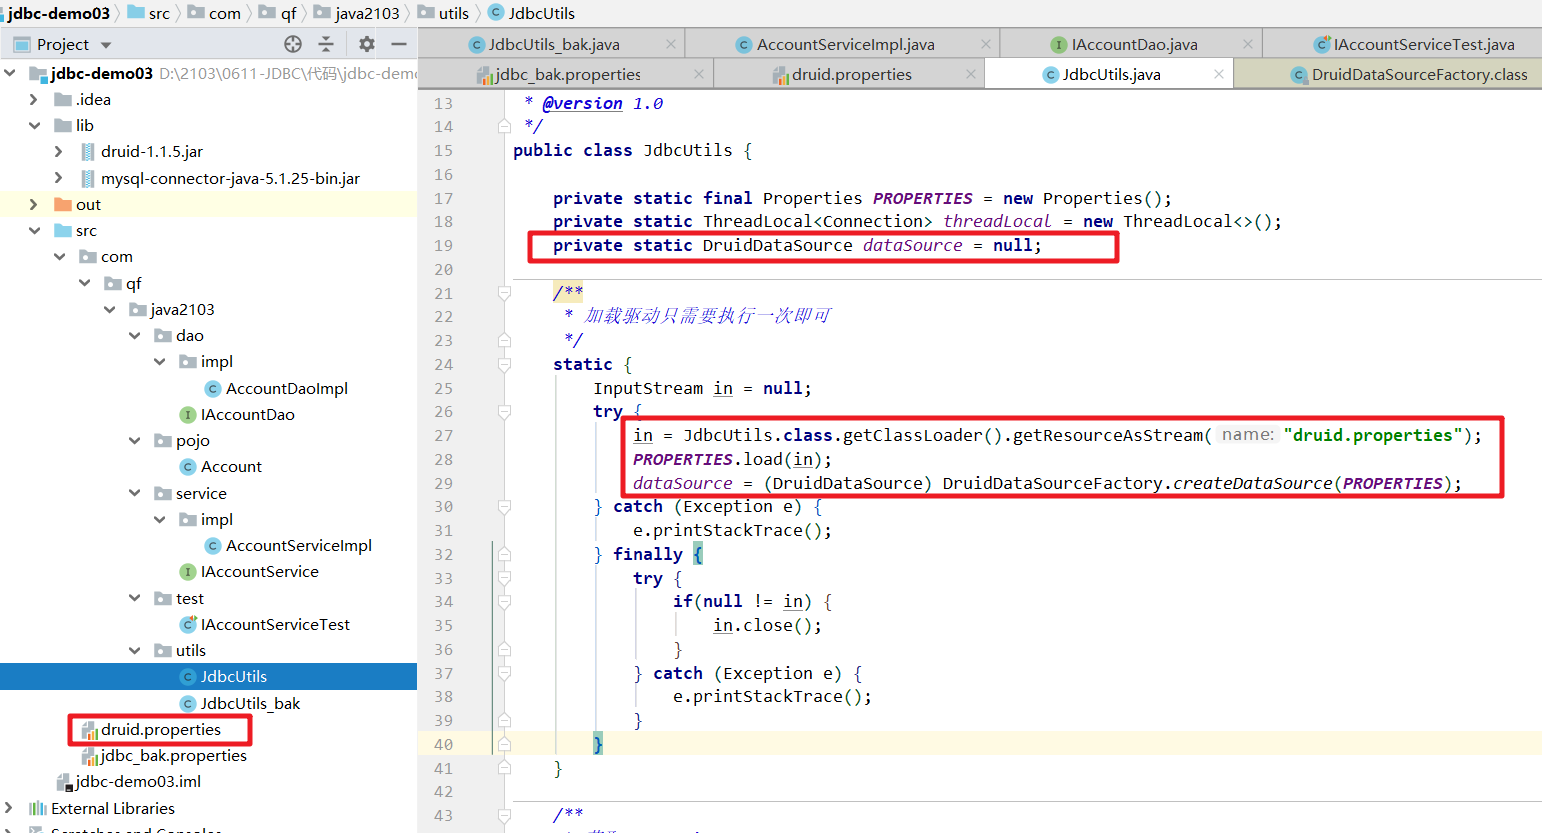 jdbc-demo03 src com qf java2103 utils JdbcUtils
Project
JdbcUtils_bak.java AccountServiceImpl.java IAccountDao.java IAccountServiceTest.java
jdbc_bak.properties druid.properties JdbcUtils.java DruidDataSourceFactory.class
jdbc-demo03 D:\2103\0611-JDBC\代码\jdbc-demo
.idea
lib
druid-1.1.5.jar
mysql-connector-java-5.1.25-bin.jar
out
src
com
qf
java2103
dao
impl
AccountDaoImpl
IAccountDao
pojo
Account
service
impl
AccountServiceImpl
IAccountService
test
IAccountServiceTest
utils
JdbcUtils
JdbcUtils_bak
druid.properties
jdbc_bak.properties
jdbc-demo03.iml
External Libraries
Scratches and Consoles
13 * @version 1.0
14 */
15 public class JdbcUtils {
16
17 private static final Properties PROPERTIES = new Properties();
18 private static ThreadLocal<Connection> threadLocal = new ThreadLocal<>();
19 private static DruidDataSource dataSource = null;
20
21 /**
22 * 加载驱动只需要执行一次即可
23 */
24 static {
25 InputStream in = null;
26 try {
27 in = JdbcUtils.class.getClassLoader().getResourceAsStream( name: "druid.properties");
28 PROPERTIES.load(in);
29 dataSource = (DruidDataSource) DruidDataSourceFactory.createDataSource(PROPERTIES);
30 } catch (Exception e) {
31 e.printStackTrace();
32 } finally {
33 try {
34 if(null != in) {
35 in.close();
36 }
37 } catch (Exception e) {
38 e.printStackTrace();
39 }
40 }
41 }
42
43 /**